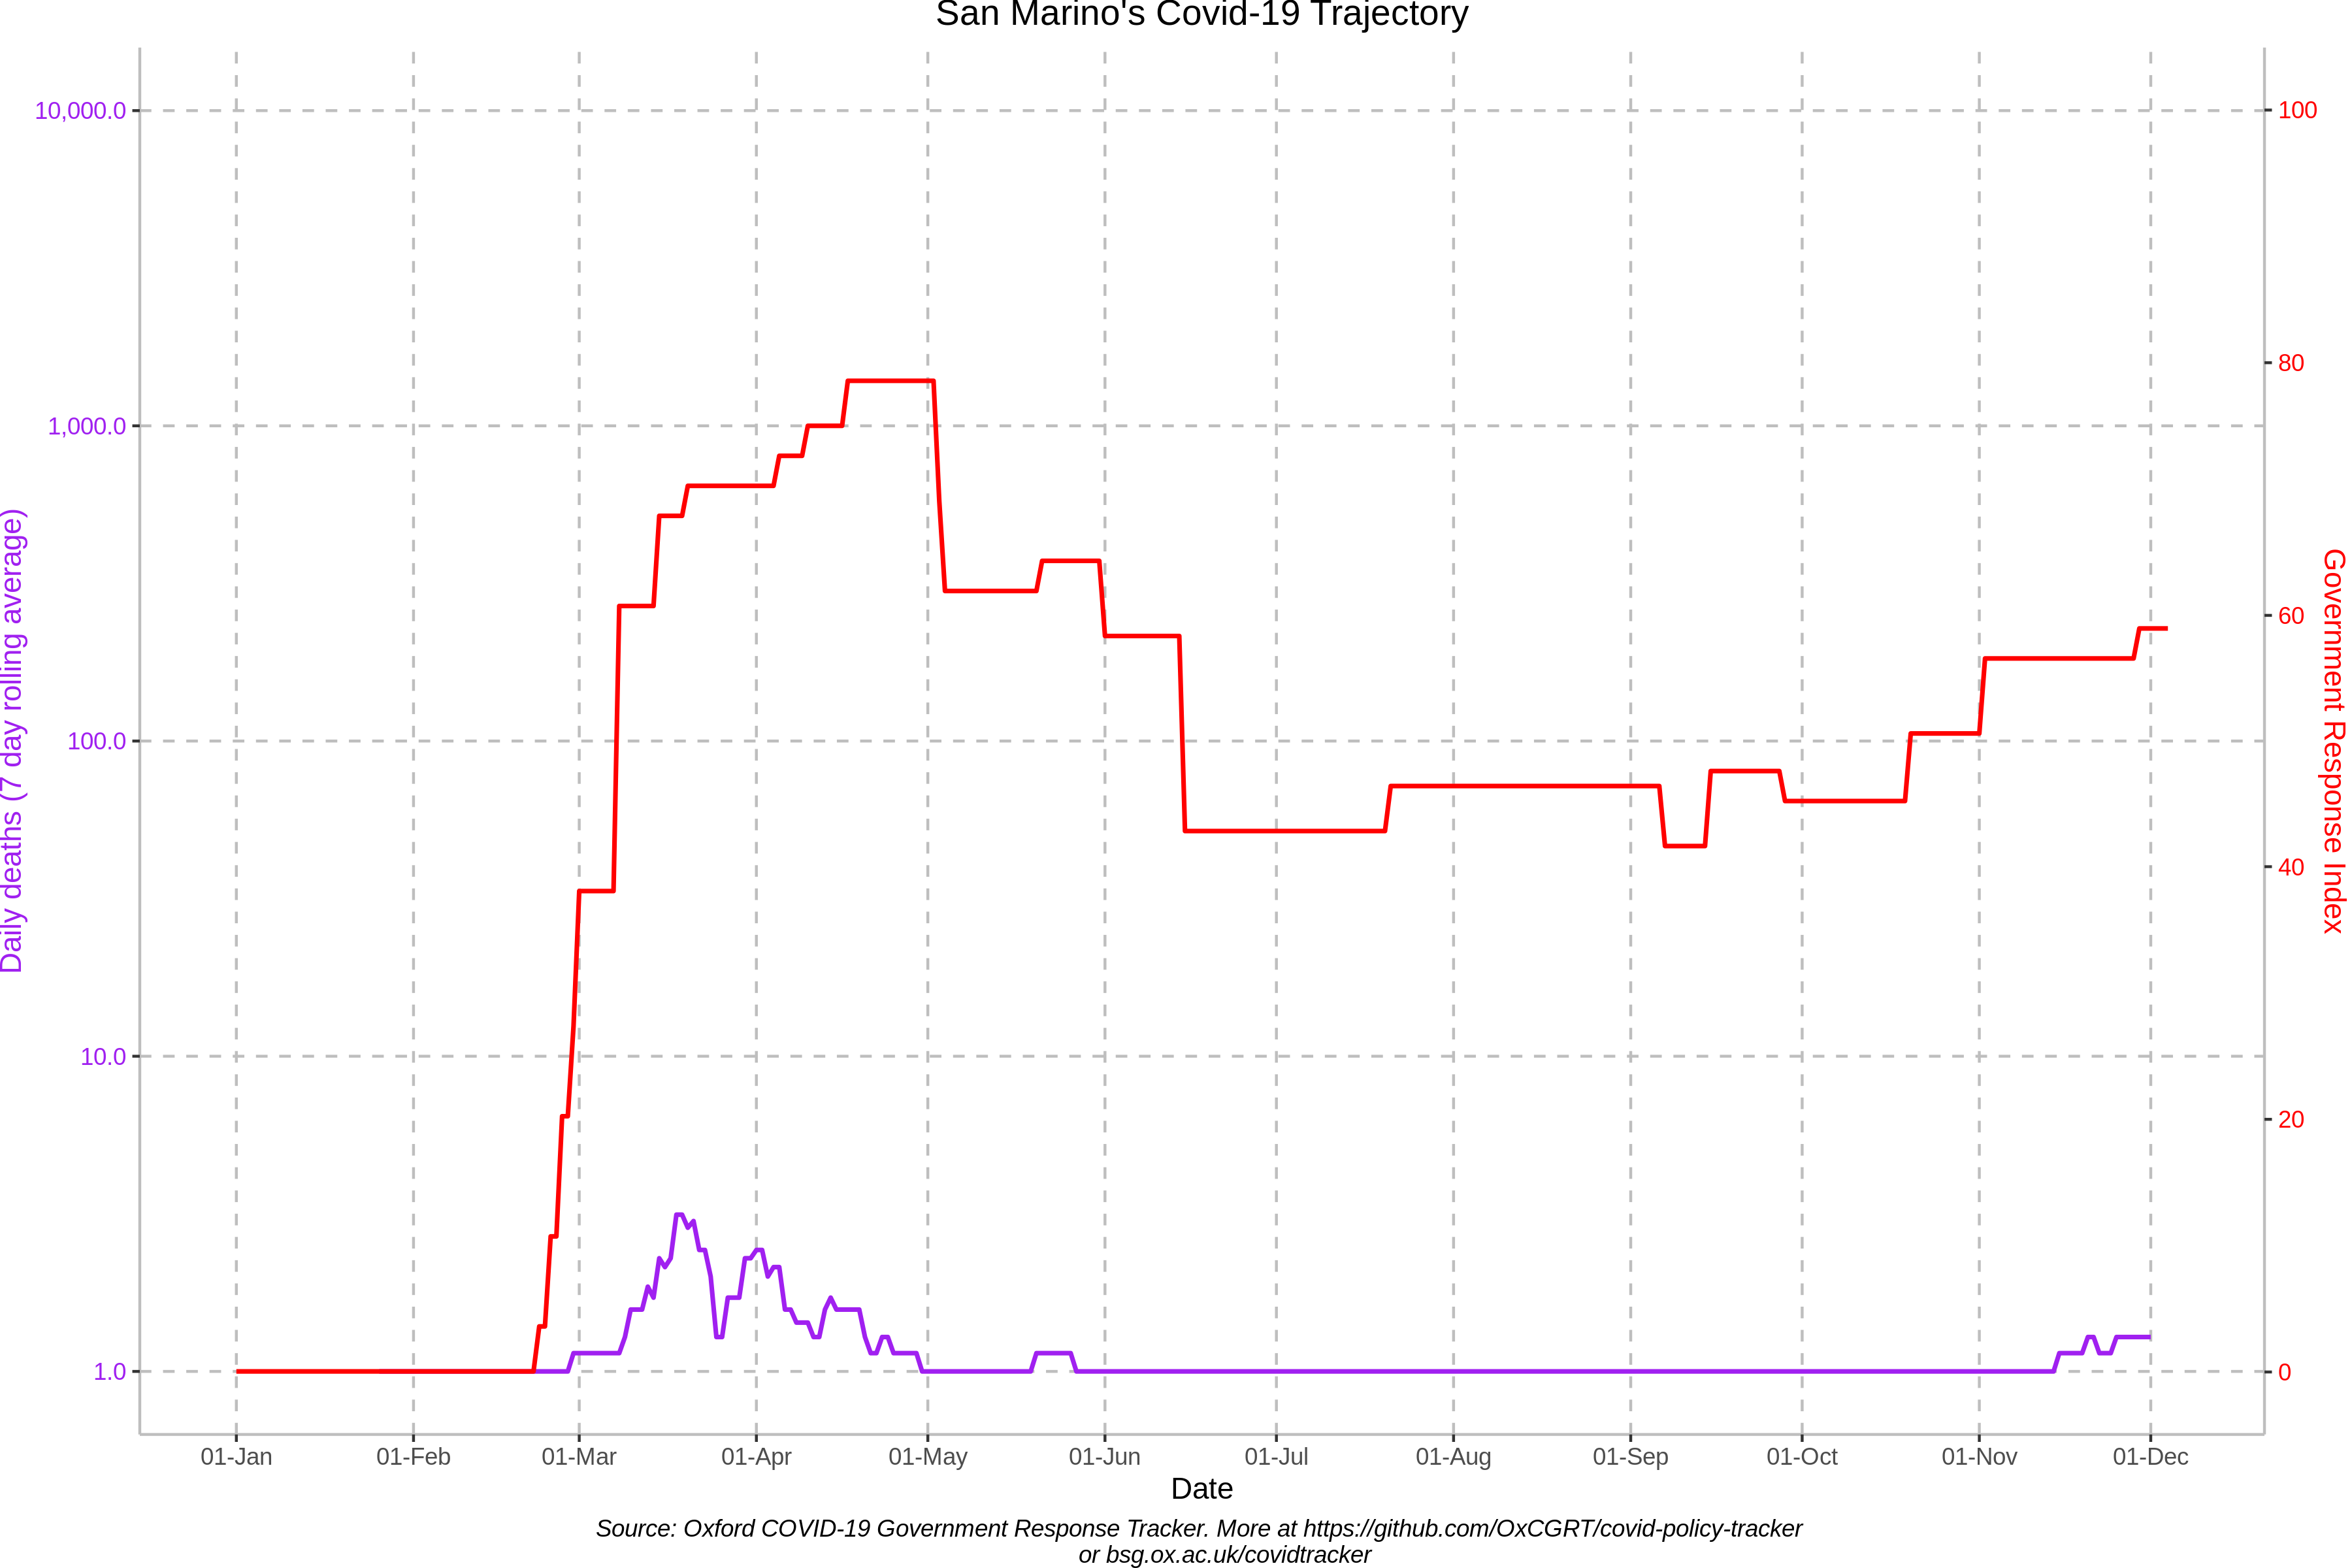 San Marino's Covid-19 Trajectory
10,000.0
1,000.0
100.0
10.0
1.0
Daily deaths (7 day rolling average)
100
80
60
40
20
0
Government Response Index
01-Jan 01-Feb 01-Mar 01-Apr 01-May 01-Jun 01-Jul 01-Aug 01-Sep 01-Oct 01-Nov 01-Dec
Date
Source: Oxford COVID-19 Government Response Tracker. More at https://github.com/OxCGRT/covid-policy-tracker
or bsg.ox.ac.uk/covidtracker